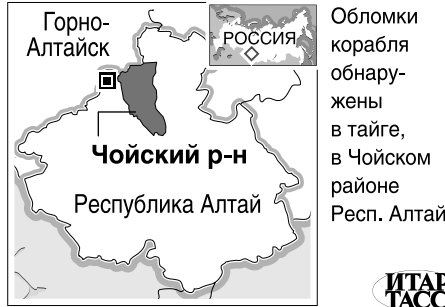 Горно-
Алтайск
РОССИЯ
Чойский р-н
Республика Алтай
Обломки
корабля
обнару-
жены
в тайге,
в Чойском
районе
Респ. Алтай
ИТАР
ТАСС